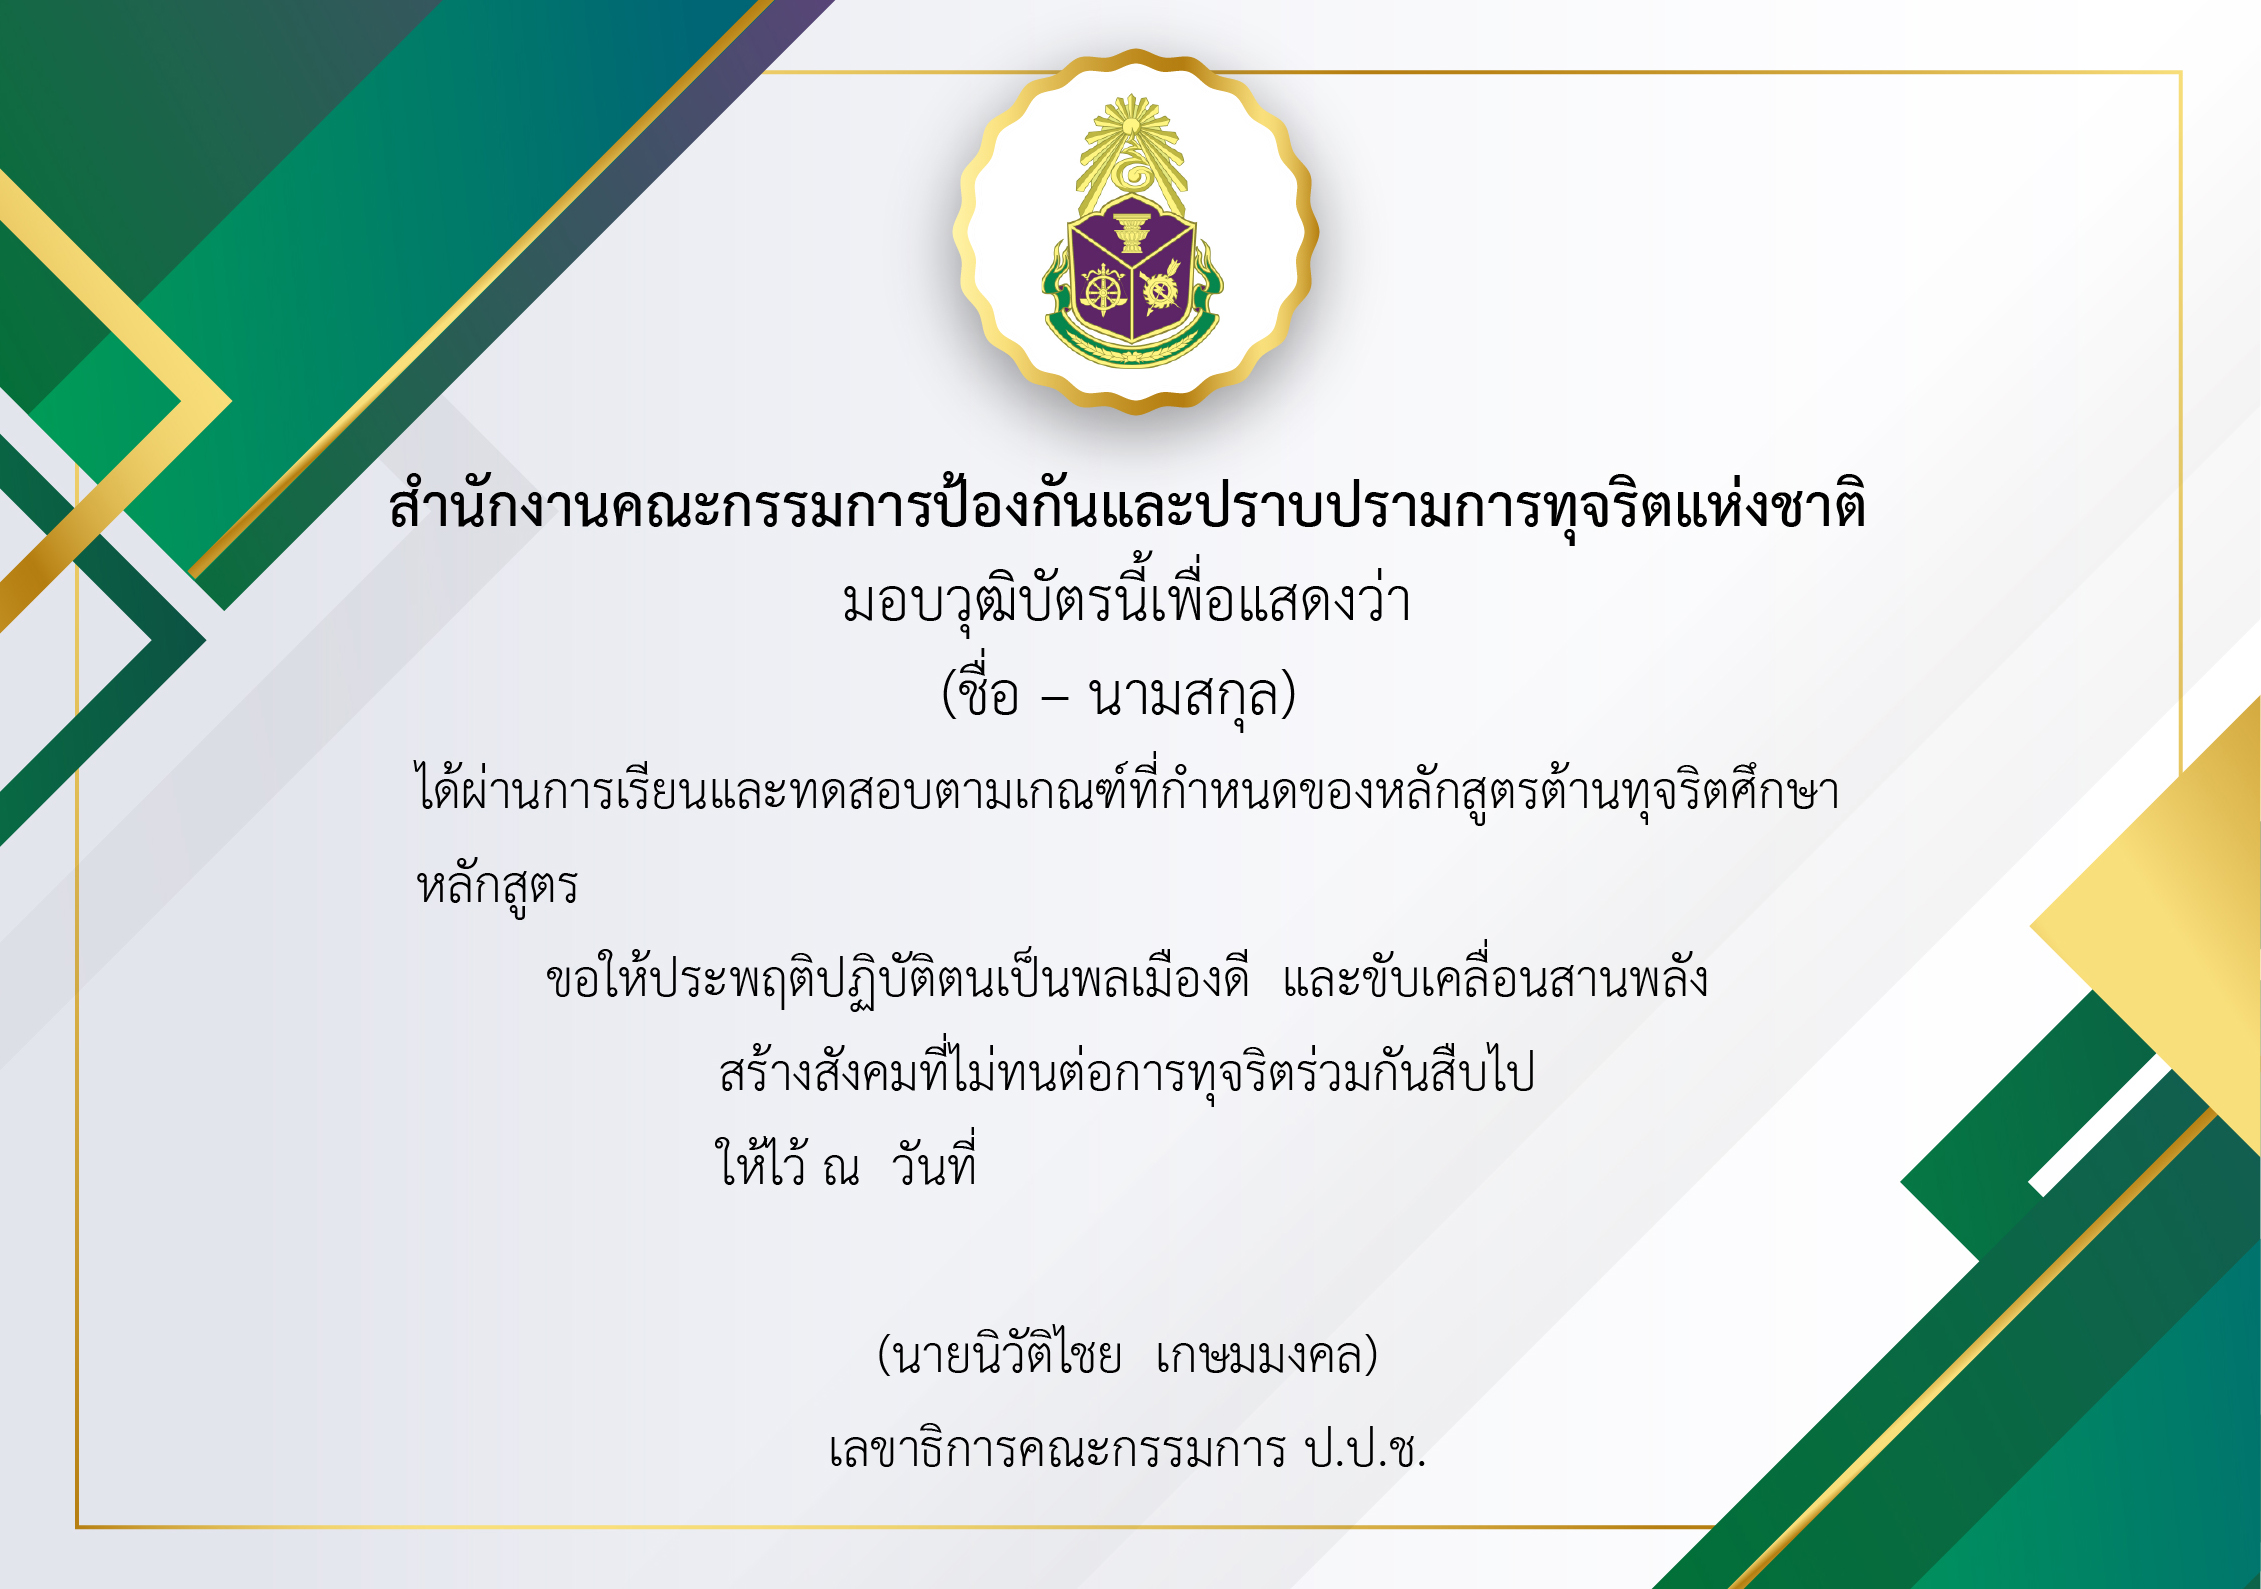 สำนักงานคณะกรรมการป้องกันและปราบปรามการทุจริตแห่งชาติ
มอบวุฒิบัตรนี้เพื่อแสดงว่า
(ชื่อ – นามสกุล)
ได้ผ่านการเรียนและทดสอบตามเกณฑ์ที่กำหนดของหลักสูตรต้านทุจริตศึกษา
หลักสูตร
ขอให้ประพฤติปฏิบัติตนเป็นพลเมืองดี และขับเคลื่อนสานพลัง
สร้างสังคมที่ไม่ทนต่อการทุจริตร่วมกันสืบไป
ให้ไว้ ณ วันที่
(นายนิวัติไชย เกษมมงคล)
เลขาธิการคณะกรรมการ ป.ป.ช.